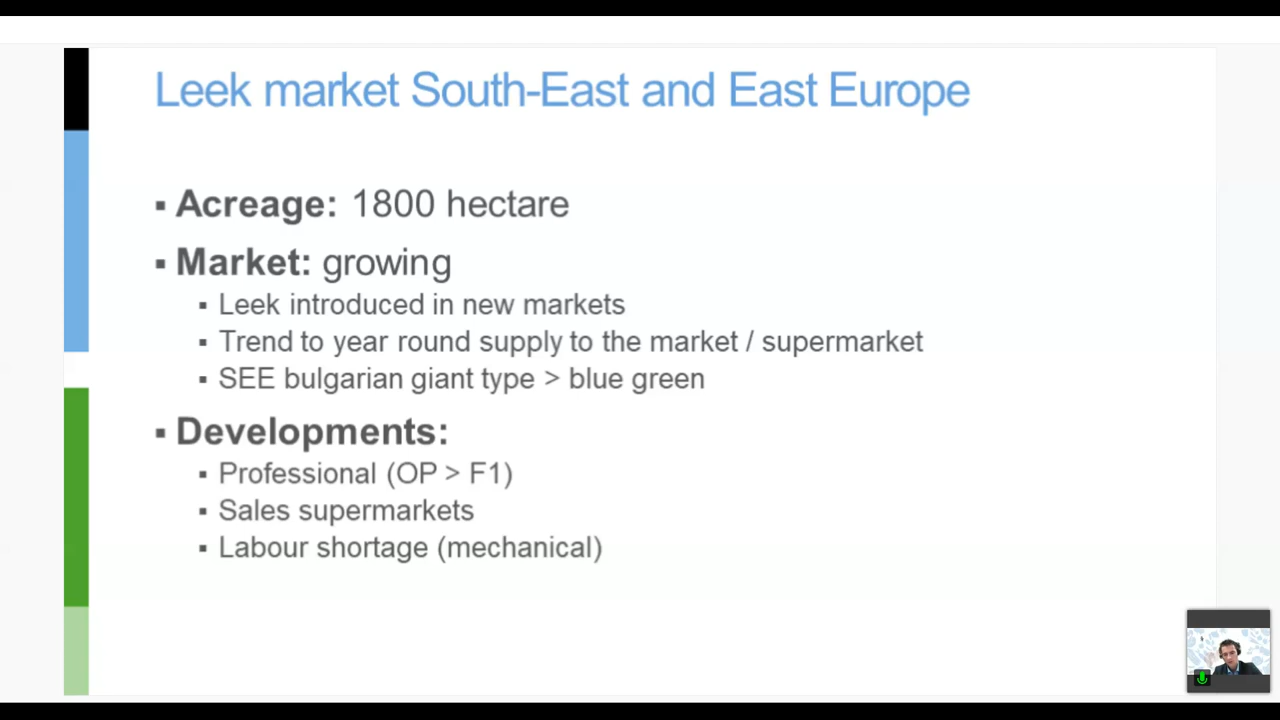 Leek market South-East and East Europe
▪ Acreage: 1800 hectare
▪ Market: growing
▪ Leek introduced in new markets
▪ Trend to year round supply to the market / supermarket
▪ SEE bulgarian giant type > blue green
▪ Developments:
▪ Professional (OP > F1)
▪ Sales supermarkets
▪ Labour shortage (mechanical)